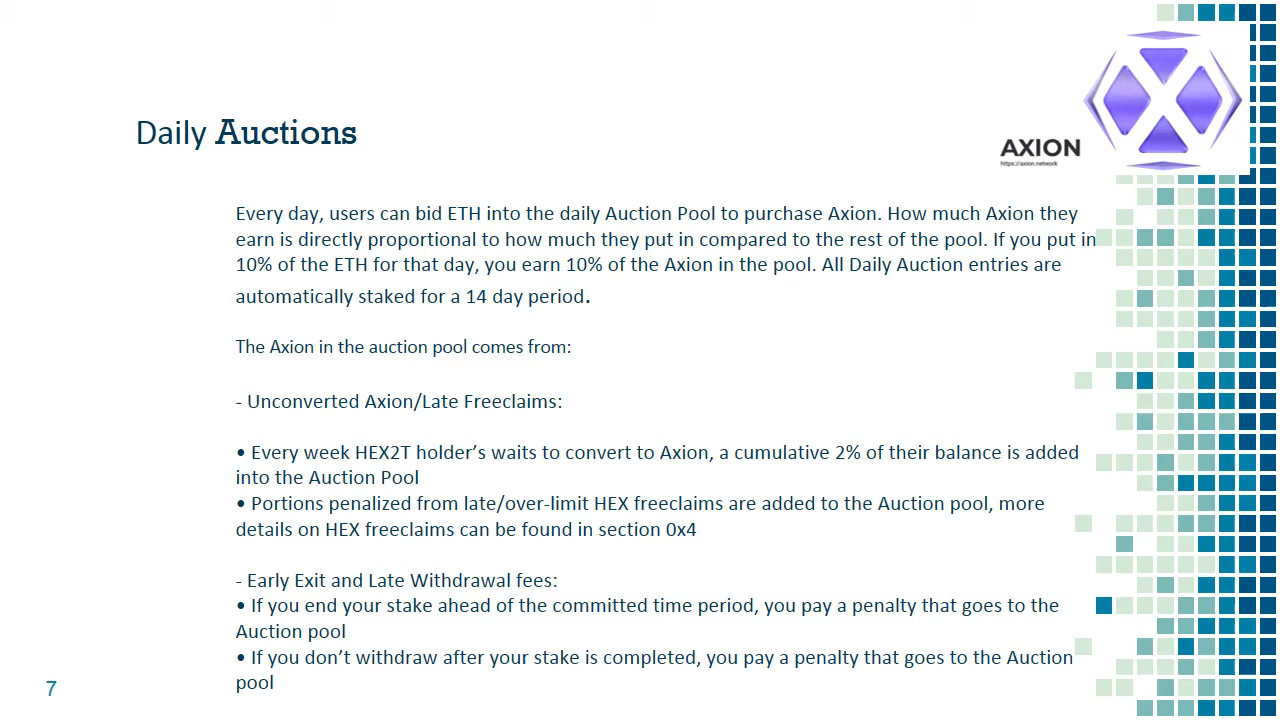 AXION
https://axion.network
Daily Auctions
Every day, users can bid ETH into the daily Auction Pool to purchase Axion. How much Axion they
earn is directly proportional to how much they put in compared to the rest of the pool. If you put in
10% of the ETH for that day, you earn 10% of the Axion in the pool. All Daily Auction entries are
automatically staked for a 14 day period.
The Axion in the auction pool comes from:
- Unconverted Axion/Late Freeclaims:
• Every week HEX2T holder’s waits to convert to Axion, a cumulative 2% of their balance is added
into the Auction Pool
• Portions penalized from late/over-limit HEX freeclaims are added to the Auction pool, more
details on HEX freeclaims can be found in section 0x4
- Early Exit and Late Withdrawal fees:
• If you end your stake ahead of the committed time period, you pay a penalty that goes to the
Auction pool
• If you don’t withdraw after your stake is completed, you pay a penalty that goes to the Auction
pool
7